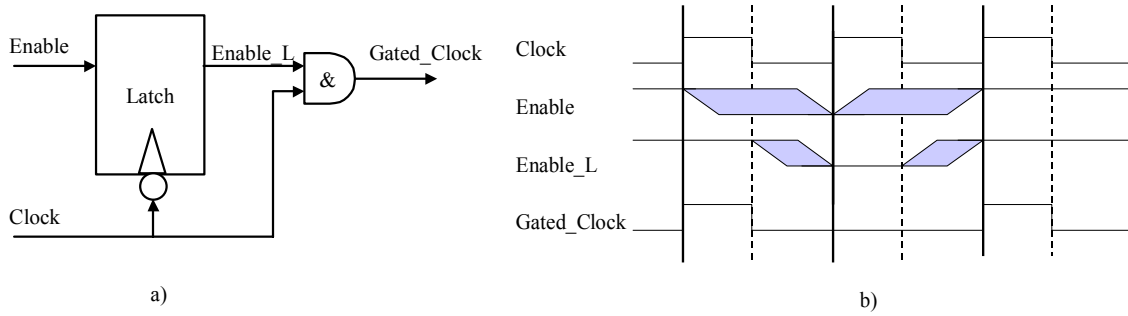 Enable
Enable_L
Gated_Clock
&
Latch
Clock
a)
Clock
Enable
Enable_L
Gated_Clock
b)